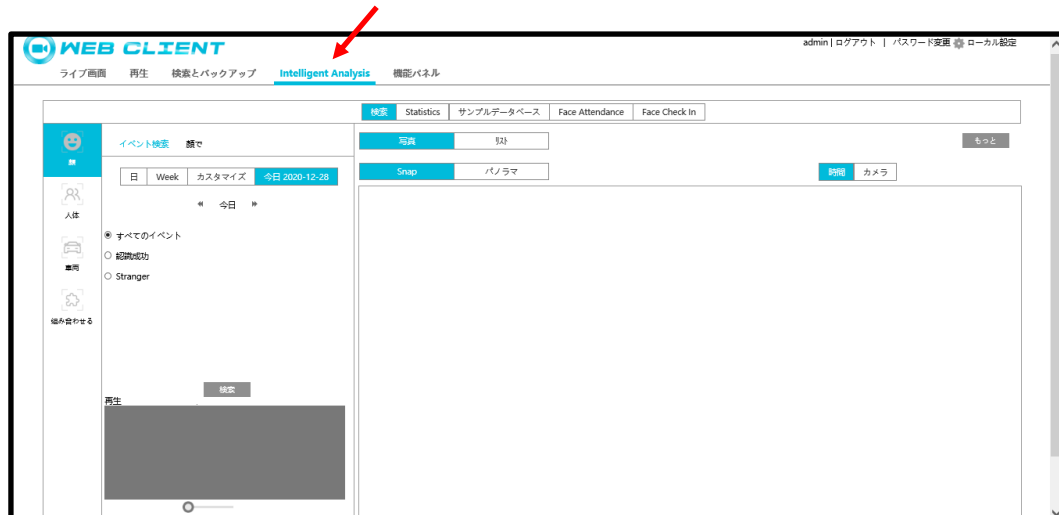 WEB CLIENT
admin | ログアウト | パスワード変更 ローカル設定
ライブ画面 再生 検索とバックアップ Intelligent Analysis 機能パネル
検索 Statistics サンプルデータベース Face Attendance Face Check In
顔
人体
車両
組み合わせる
イベント検索 顔で
日 Week カスタマイズ 今日 2020-12-28
今日
すべてのイベント
認識成功
Stranger
検索
再生
写真 リスト もっと
Snap パノラマ 時間 カメラ